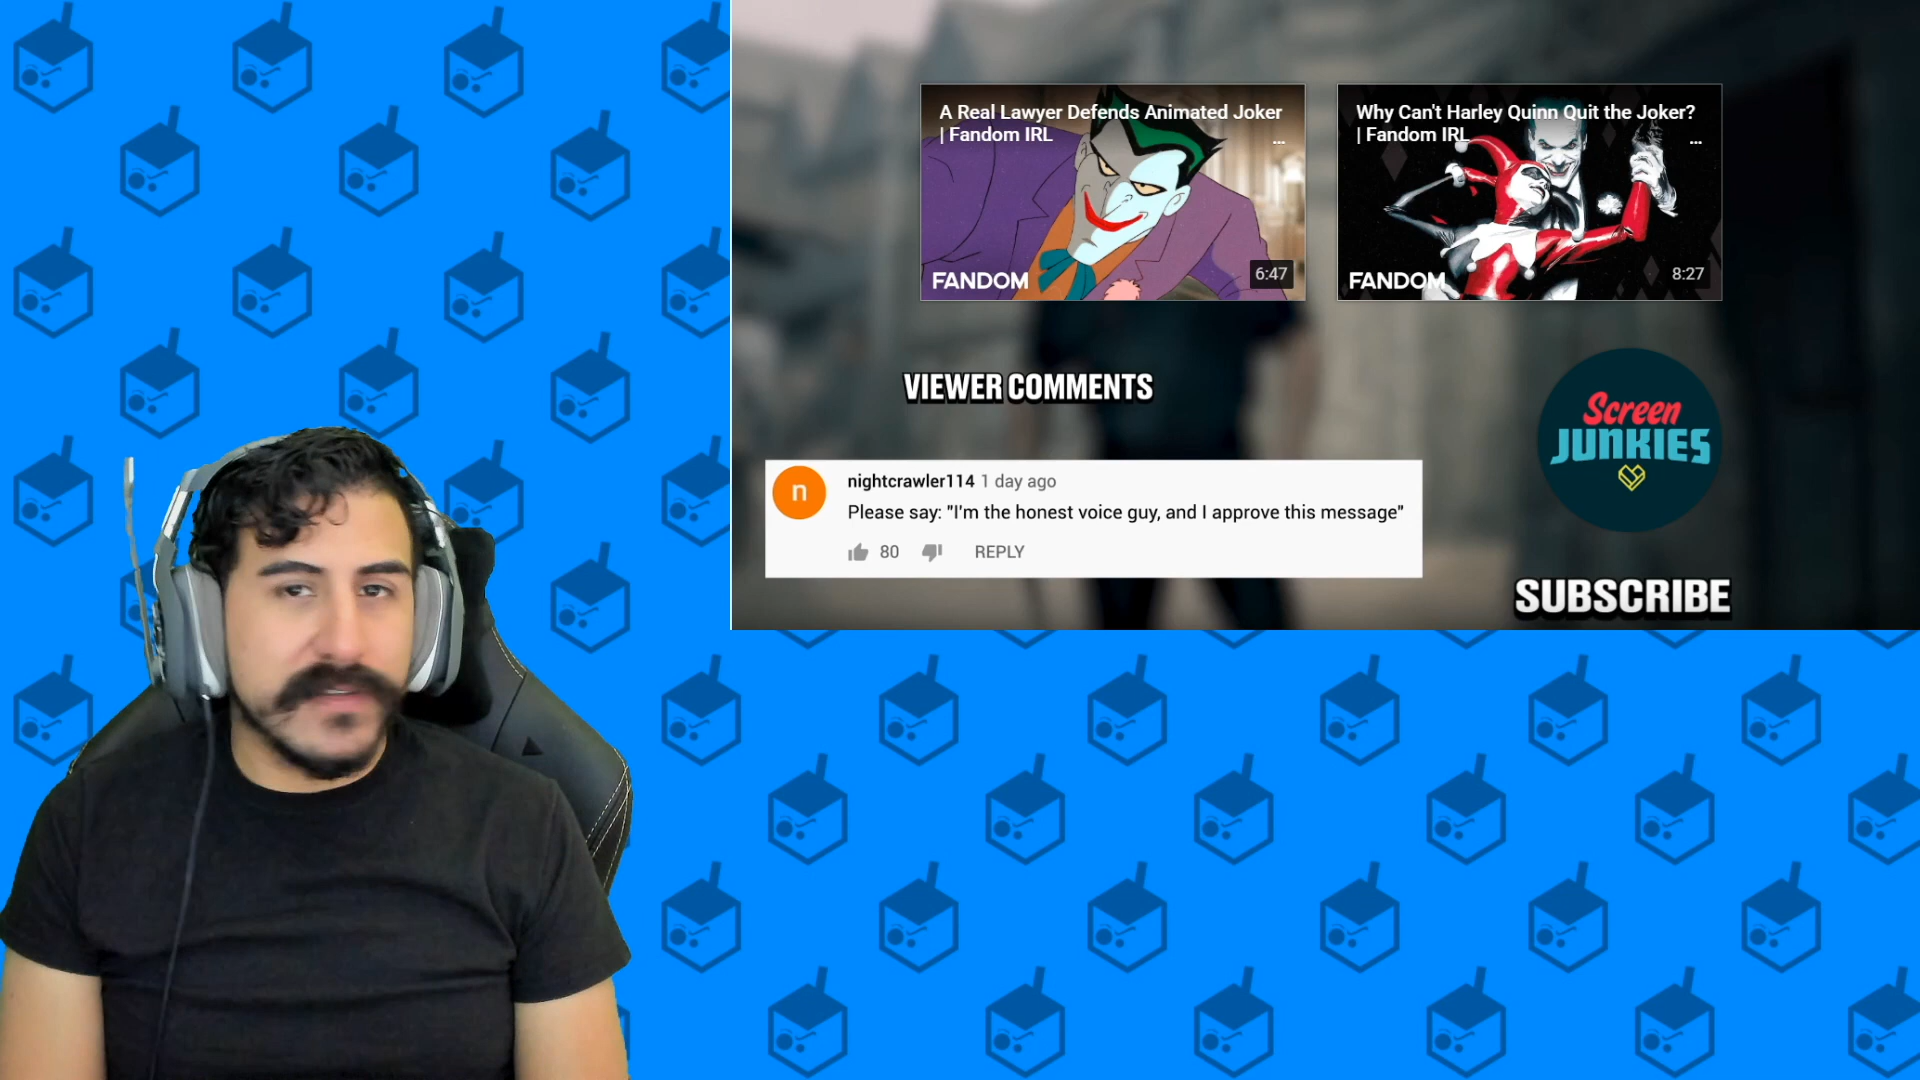 A Real Lawyer Defends Animated Joker
| Fandom IRL
...
FANDOM
6:47
Why Can't Harley Quinn Quit the Joker?
| Fandom IRL
...
FANDOM
8:27
VIEWER COMMENTS
n
nightcrawler114 1 day ago
Please say: "I'm the honest voice guy, and I approve this message"
80
REPLY
Screen
JUNKIES
SUBSCRIBE